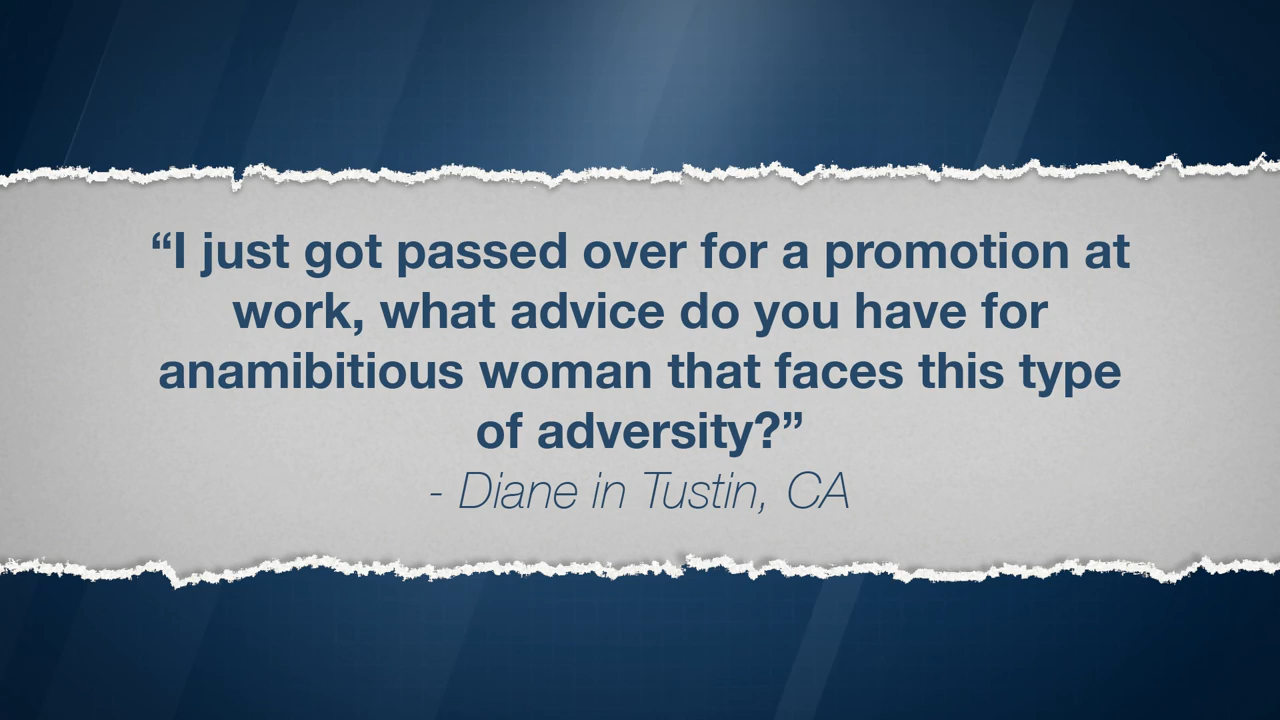 “I just got passed over for a promotion at
work, what advice do you have for
anamibitious woman that faces this type
of adversity?”
- Diane in Tustin, CA